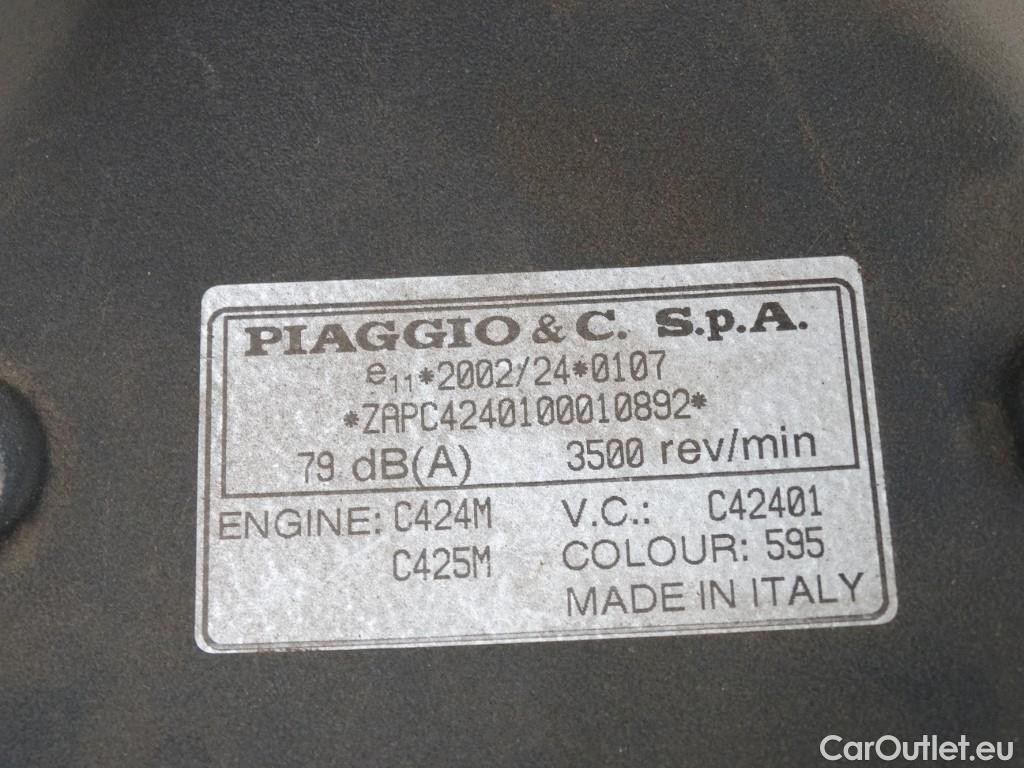 PIAGGIO & C. S.p.A.
e11*2002/24*0107
*ZAPC4240100010892*
79 dB(A) 3500 rev/min
ENGINE: C424M V.C.: C42401
C425M COLOUR: 595
MADE IN ITALY
CarOutlet.eu